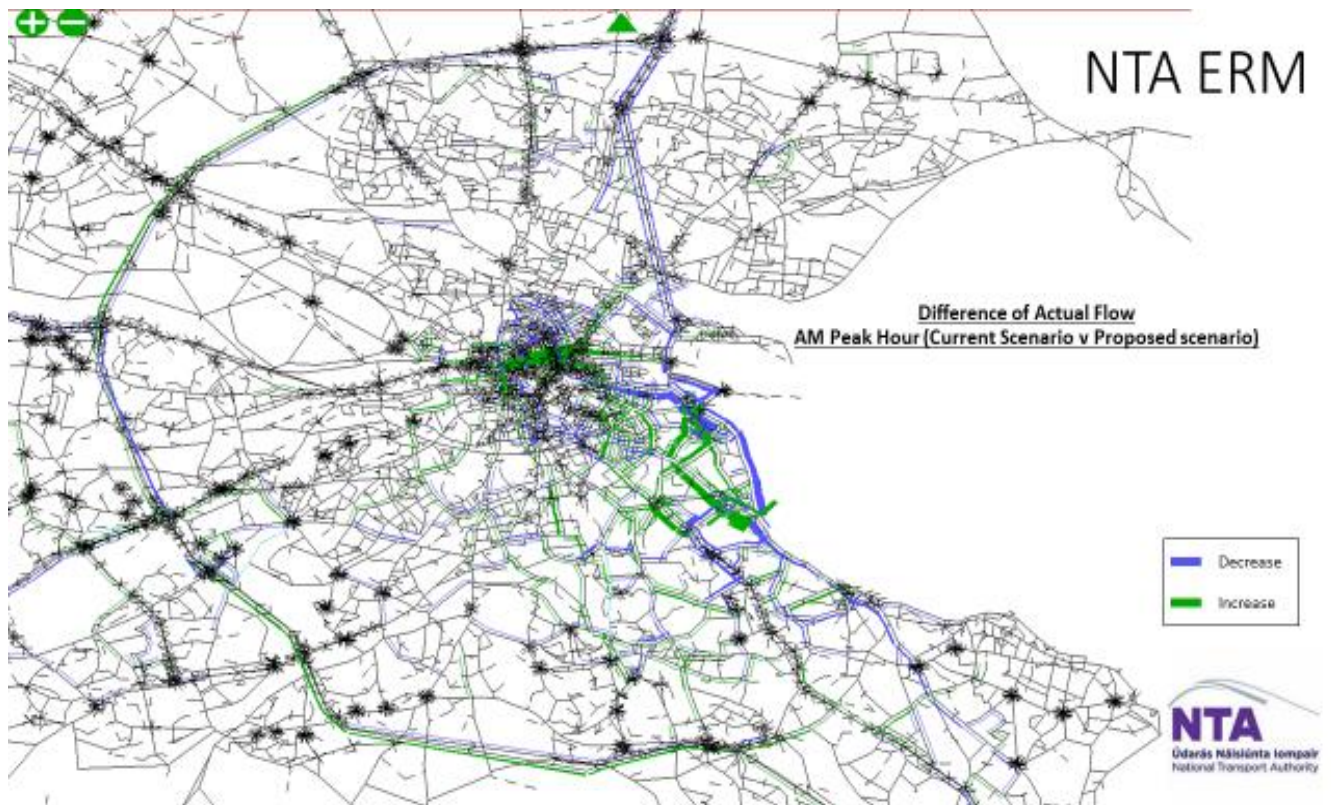 NTA ERM
Difference of Actual Flow
AM Peak Hour (Current Scenario v Proposed scenario)
Decrease
Increase
NTA
Údarás Náisiúnta Iompair
National Transport Authority